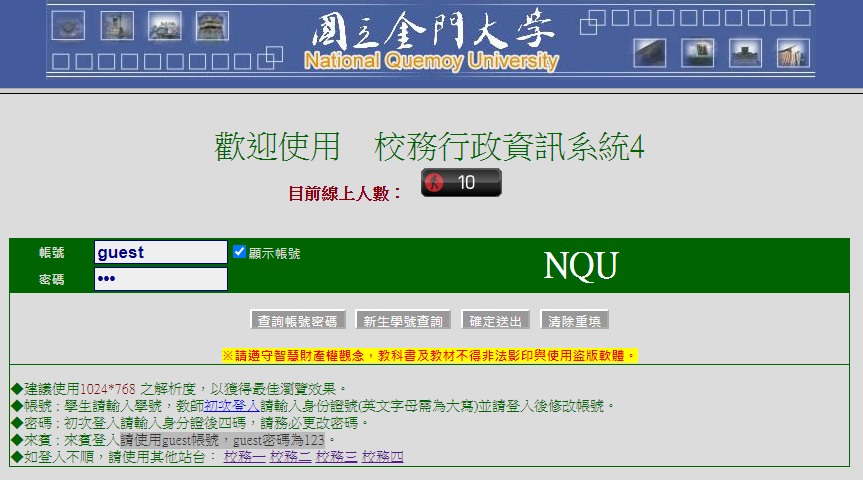 國立金門大學
National Quemoy University
歡迎使用　校務行政資訊系統4
目前線上人數： 10
帳號 guest 顯示帳號
NQU
密碼 •••
查詢帳號密碼 新生學號查詢 確定送出 清除重填
※請遵守智慧財產權觀念，教科書及教材不得非法影印與使用盜版軟體。
◆建議使用1024*768 之解析度，以獲得最佳瀏覽效果。
◆帳號 : 學生請輸入學號，教師初次登入請輸入身份證號(英文字母需為大寫)並請登入後修改帳號。
◆密碼 : 初次登入請輸入身分證後四碼，請務必更改密碼。
◆來賓 : 來賓登入請使用guest帳號，guest密碼為123。
◆如登入不順，請使用其他站台： 校務一 校務二 校務三 校務四